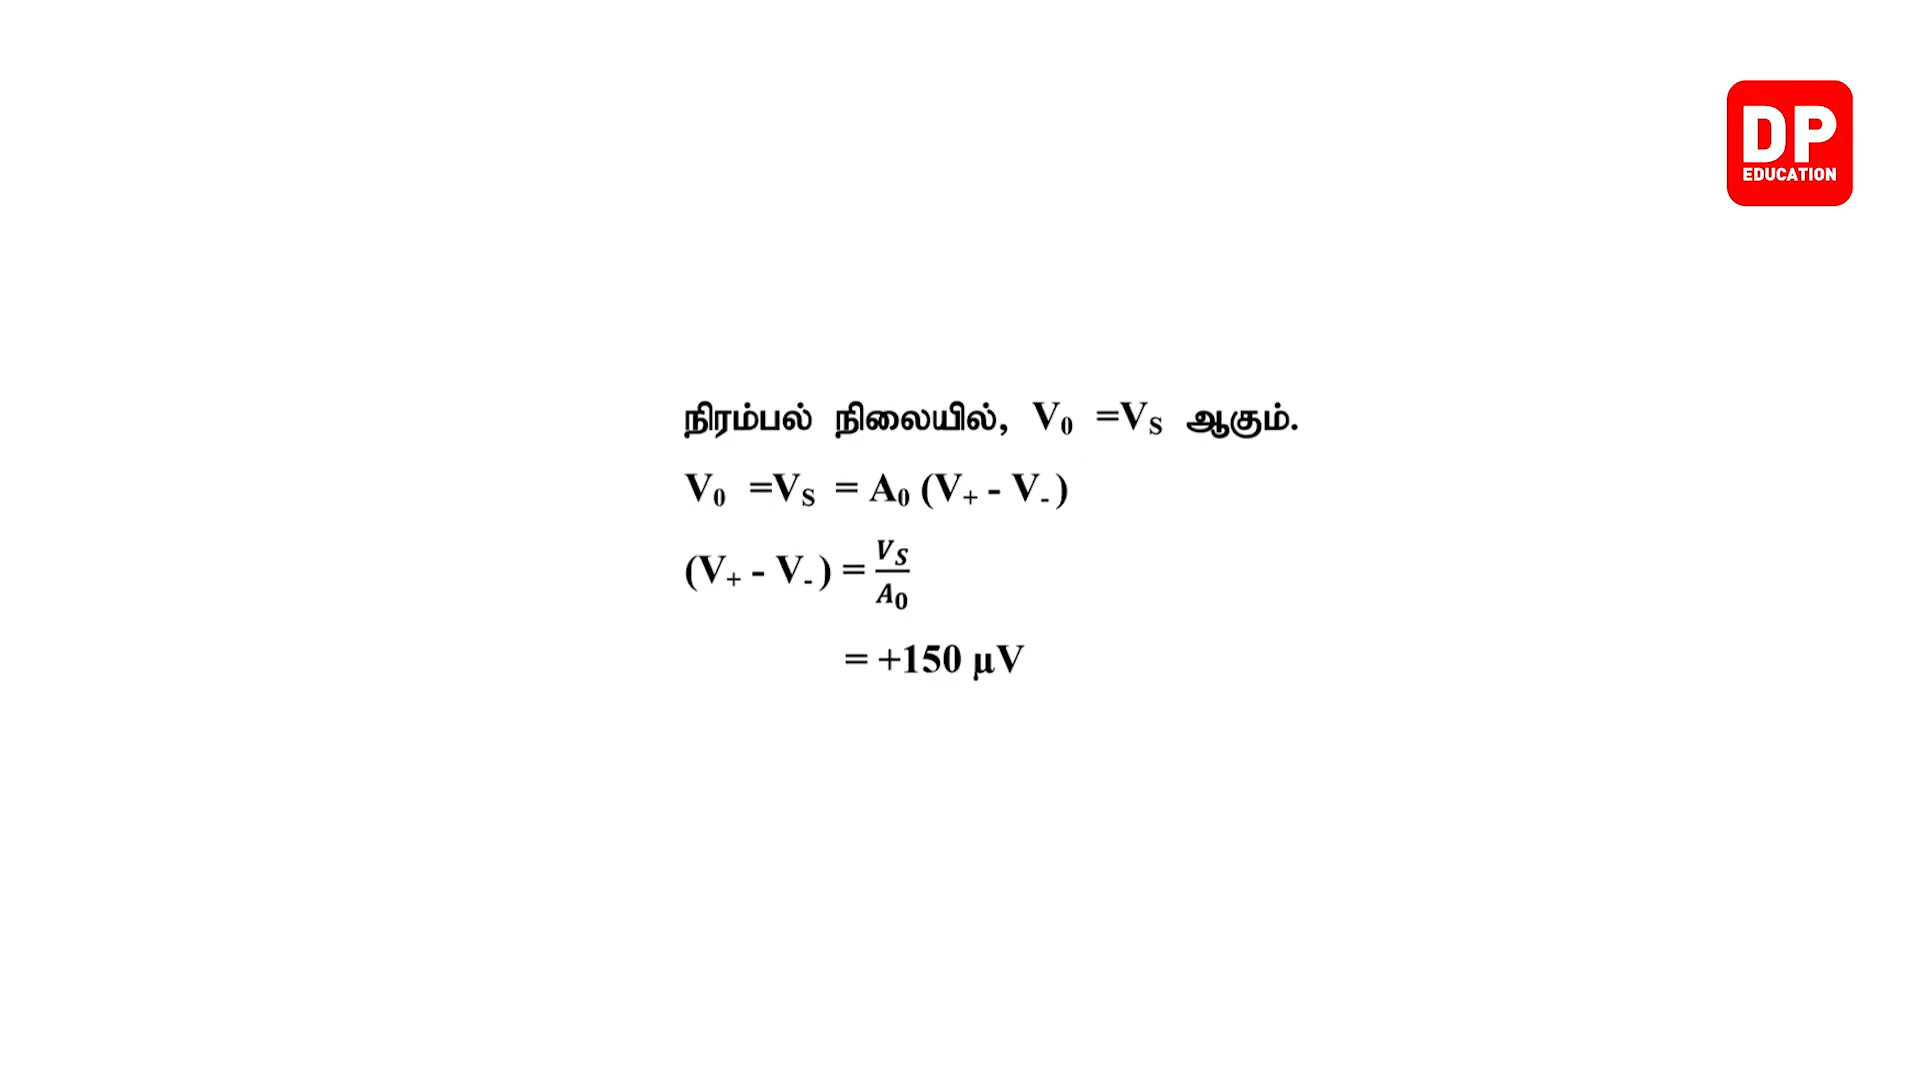 DP
EDUCATION
நிரம்பல் நிலையில், V₀ =Vₛ ஆகும்.
V₀ =Vₛ = A₀ (V₊ - V₋)
(V₊ - V₋) = Vₛ/A₀
= +150 μV